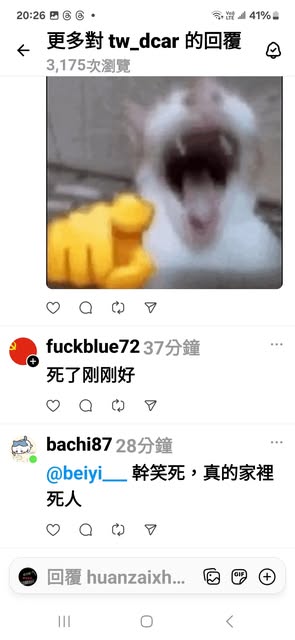 20:26 41%
更多對 tw_dcar 的回覆
3,175次瀏覽
fuckblue72 37分鐘
死了刚刚好
bachi87 28分鐘
@beiyi___ 幹笑死，真的家裡
死人
回覆 huanzaixh...
GIF